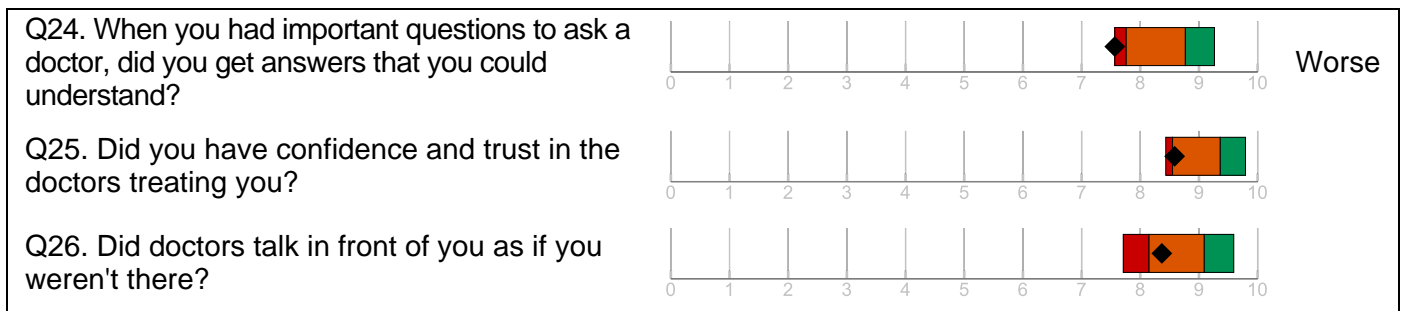 Q24. When you had important questions to ask a
doctor, did you get answers that you could
understand?
0 1 2 3 4 5 6 7 8 9 10
Worse
Q25. Did you have confidence and trust in the
doctors treating you?
0 1 2 3 4 5 6 7 8 9 10
Q26. Did doctors talk in front of you as if you
weren't there?
0 1 2 3 4 5 6 7 8 9 10